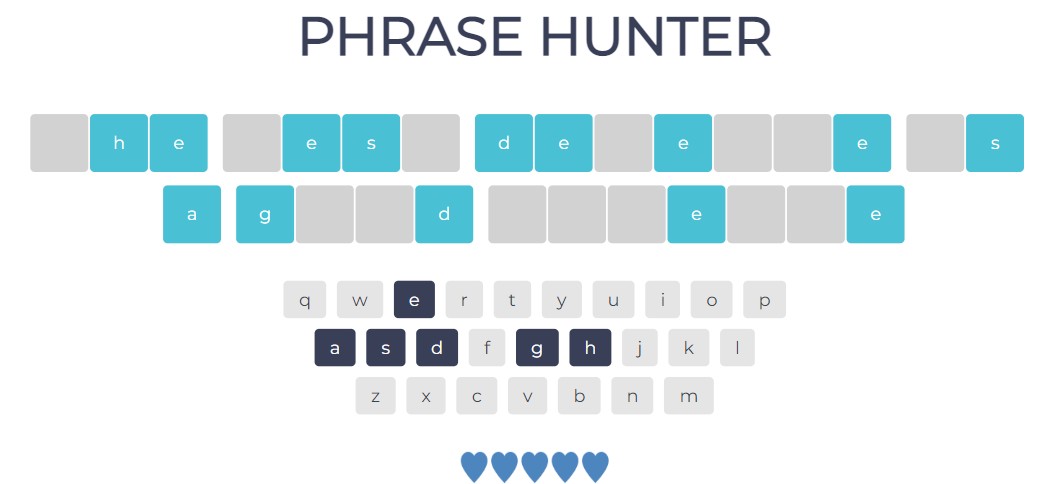 PHRASE HUNTER
h e e s d e e e s
a g d e e
q w e r t y u i o p
a s d f g h j k l
z x c v b n m